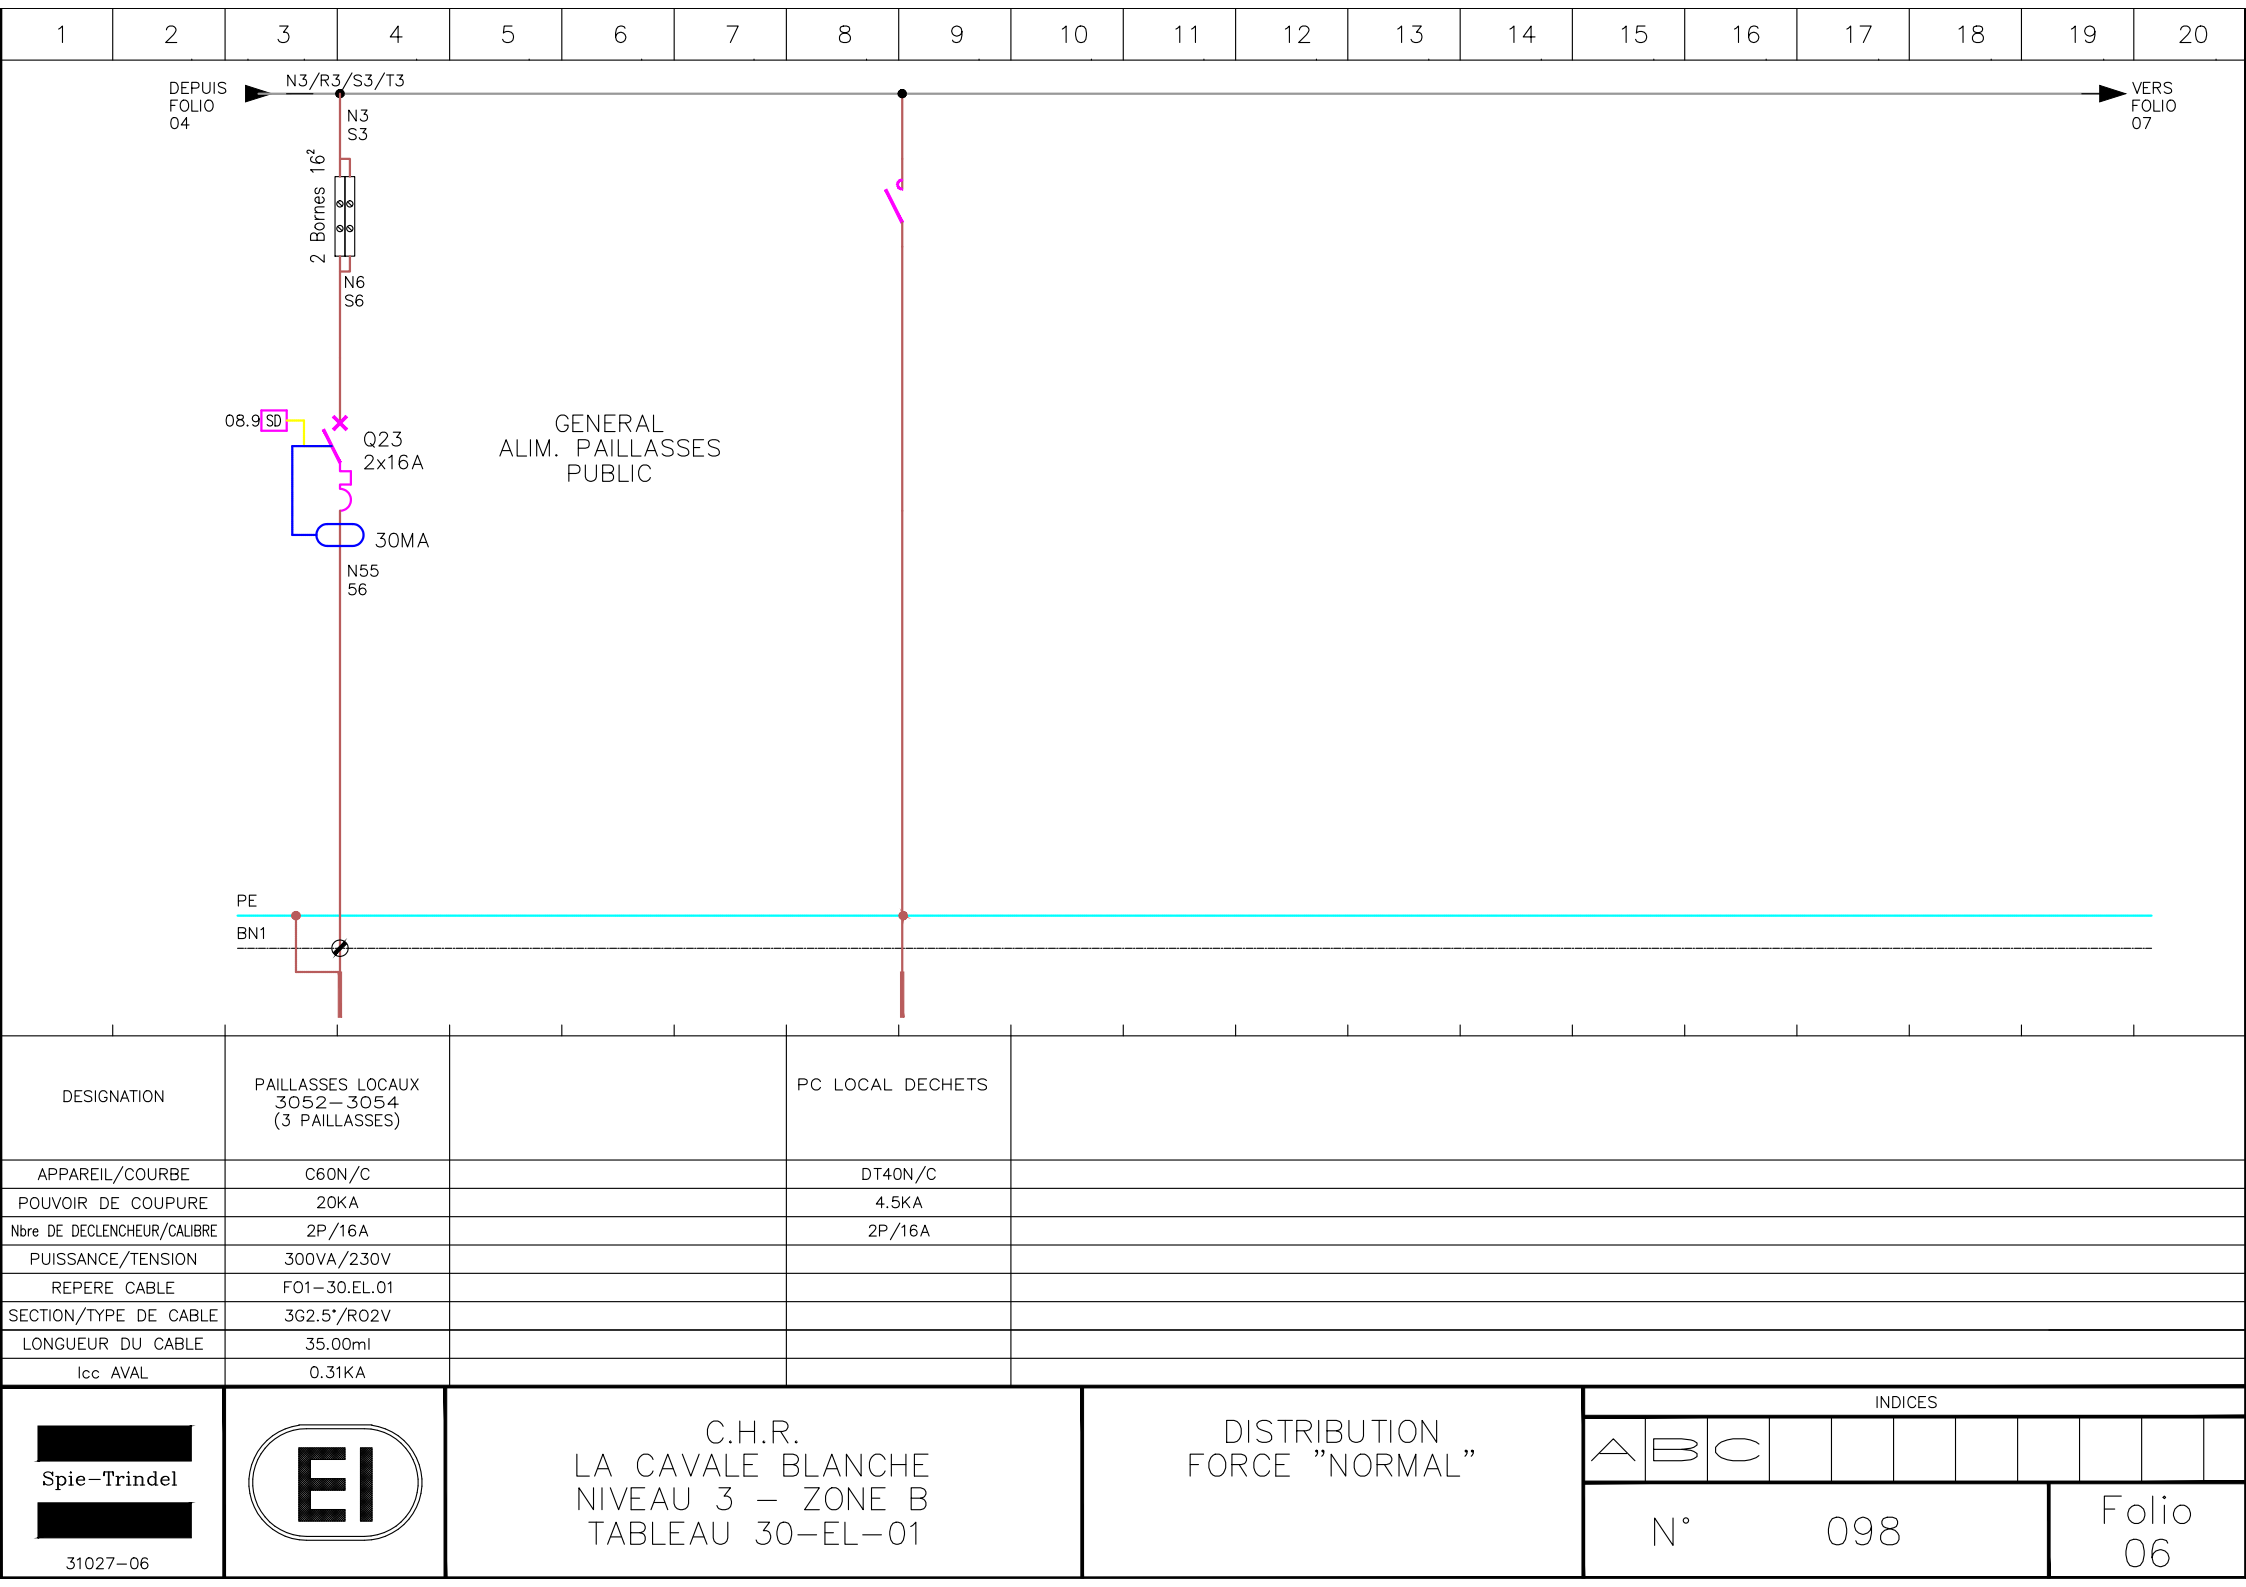 1 2 3 4 5 6 7 8 9 10 11 12 13 14 15 16 17 18 19 20
DEPUIS
FOLIO
04
N3/R3/S3/T3
VERS
FOLIO
07
N3
S3
2 Bornes 16²
N6
S6
08.9 SD
Q23
2x16A
30MA
N55
56
GENERAL
ALIM. PAILLASSES
PUBLIC
PE
BN1
DESIGNATION
PAILLASSES LOCAUX
3052-3054
(3 PAILLASSES)
PC LOCAL DECHETS
APPAREIL/COURBE C60N/C DT40N/C
POUVOIR DE COUPURE 20KA 4.5KA
Nbre DE DECLENCHEUR/CALIBRE 2P/16A 2P/16A
PUISSANCE/TENSION 300VA/230V
REPERE CABLE F01-30.EL.01
SECTION/TYPE DE CABLE 3G2.5°/RO2V
LONGUEUR DU CABLE 35.00ml
Icc AVAL 0.31KA
Spie-Trindel
31027-06
EI
C.H.R.
LA CAVALE BLANCHE
NIVEAU 3 - ZONE B
TABLEAU 30-EL-01
DISTRIBUTION
FORCE "NORMAL"
INDICES
A B C
N° 098
Folio
06